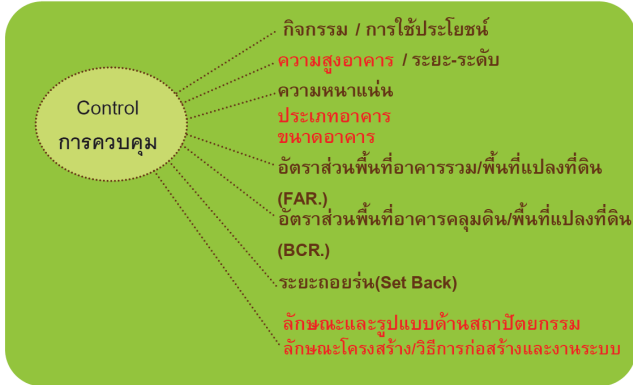 Control
การควบคุม
กิจกรรม / การใช้ประโยชน์
ความสูงอาคาร / ระยะ-ระดับ
ความหนาแน่น
ประเภทอาคาร
ขนาดอาคาร
อัตราส่วนพื้นที่อาคารรวม/พื้นที่แปลงที่ดิน
(FAR.)
อัตราส่วนพื้นที่อาคารคลุมดิน/พื้นที่แปลงที่ดิน
(BCR.)
ระยะถอยร่น(Set Back)
ลักษณะและรูปแบบด้านสถาปัตยกรรม
ลักษณะโครงสร้าง/วิธีการก่อสร้างและงานระบบ